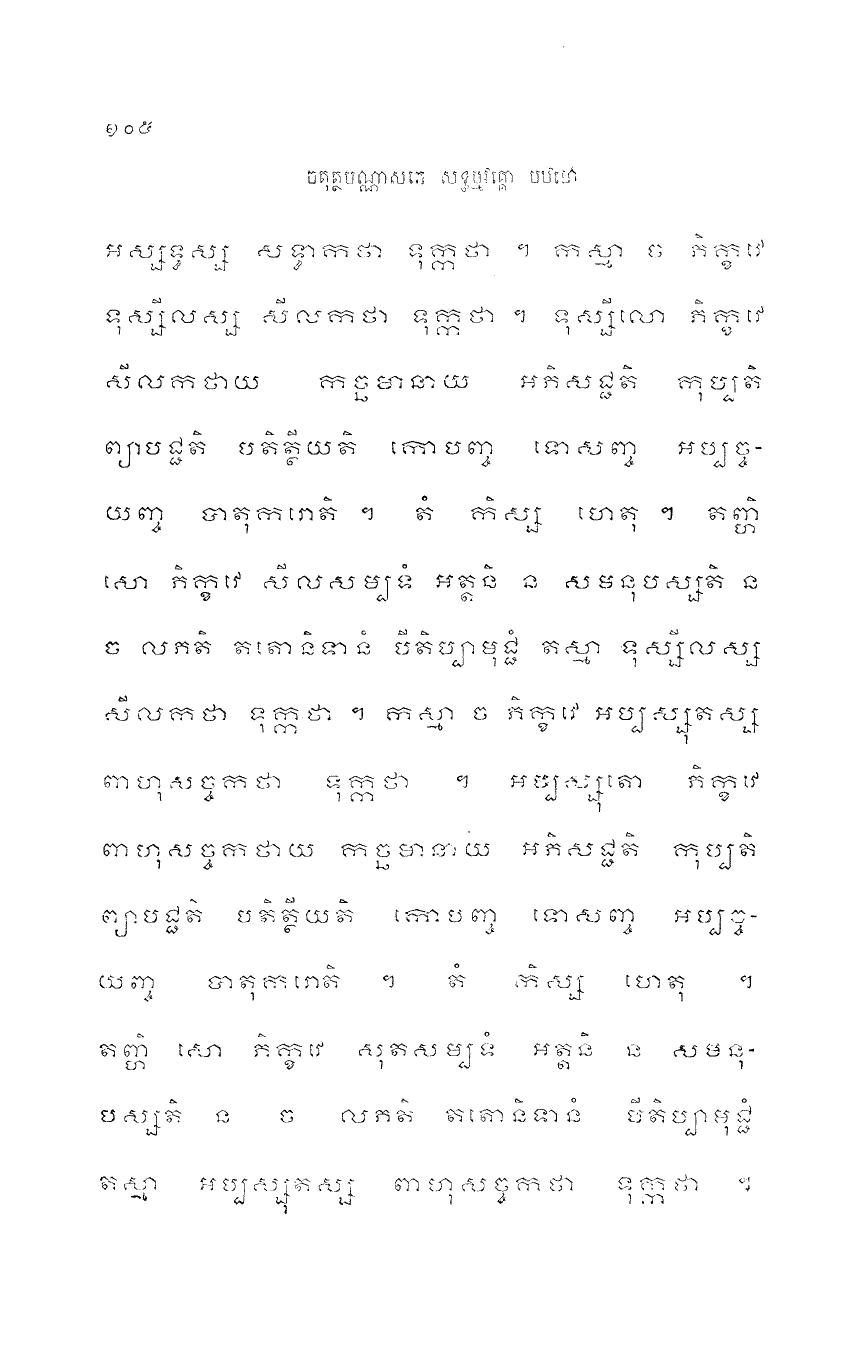 ១០៥
ចតុត្ថបណ្ណាសកេ សទ្ធម្មវគ្គោ បឋមោ
អស្សទ្ធស្ស សទ្ធាកថា ទុក្កថា ។ កស្មា ច ភិក្ខវេ
ទុស្សីលស្ស សីលកថា ទុក្កថា ។ ទុស្សីលោ ភិក្ខវេ
សីលកថាយ កច្ឆមានាយ អភិសជ្ជតិ កុប្បតិ
ព្យាបជ្ជតិ បតិត្ថីយតិ កោបញ្ច ទោសញ្ច អប្បច្ច-
យញ្ច បាតុករោតិ ។ តំ កិស្ស ហេតុ ។ តញ្ហិ
សោ ភិក្ខវេ សីលសម្បទំ អត្តនិ ន សមនុបស្សតិ ន
ច លភតិ តតោនិទានំ បីតិប្បាមុជ្ជំ តស្មា ទុស្សីលស្ស
សីលកថា ទុក្កថា ។ កស្មា ច ភិក្ខវេ អប្បស្សុតស្ស
ពាហុសច្ចកថា ទុក្កថា ។ អប្បស្សុតោ ភិក្ខវេ
ពាហុសច្ចកថាយ កច្ឆមានាយ អភិសជ្ជតិ កុប្បតិ
ព្យាបជ្ជតិ បតិត្ថីយតិ កោបញ្ច ទោសញ្ច អប្បច្ច-
យញ្ច បាតុករោតិ ។ តំ កិស្ស ហេតុ ។
តញ្ហិ សោ ភិក្ខវេ សុតសម្បទំ អត្តនិ ន សមនុ-
បស្សតិ ន ច លភតិ តតោនិទានំ បីតិប្បាមុជ្ជំ
តស្មា អប្បស្សុតស្ស ពាហុសច្ចកថា ទុក្កថា ។